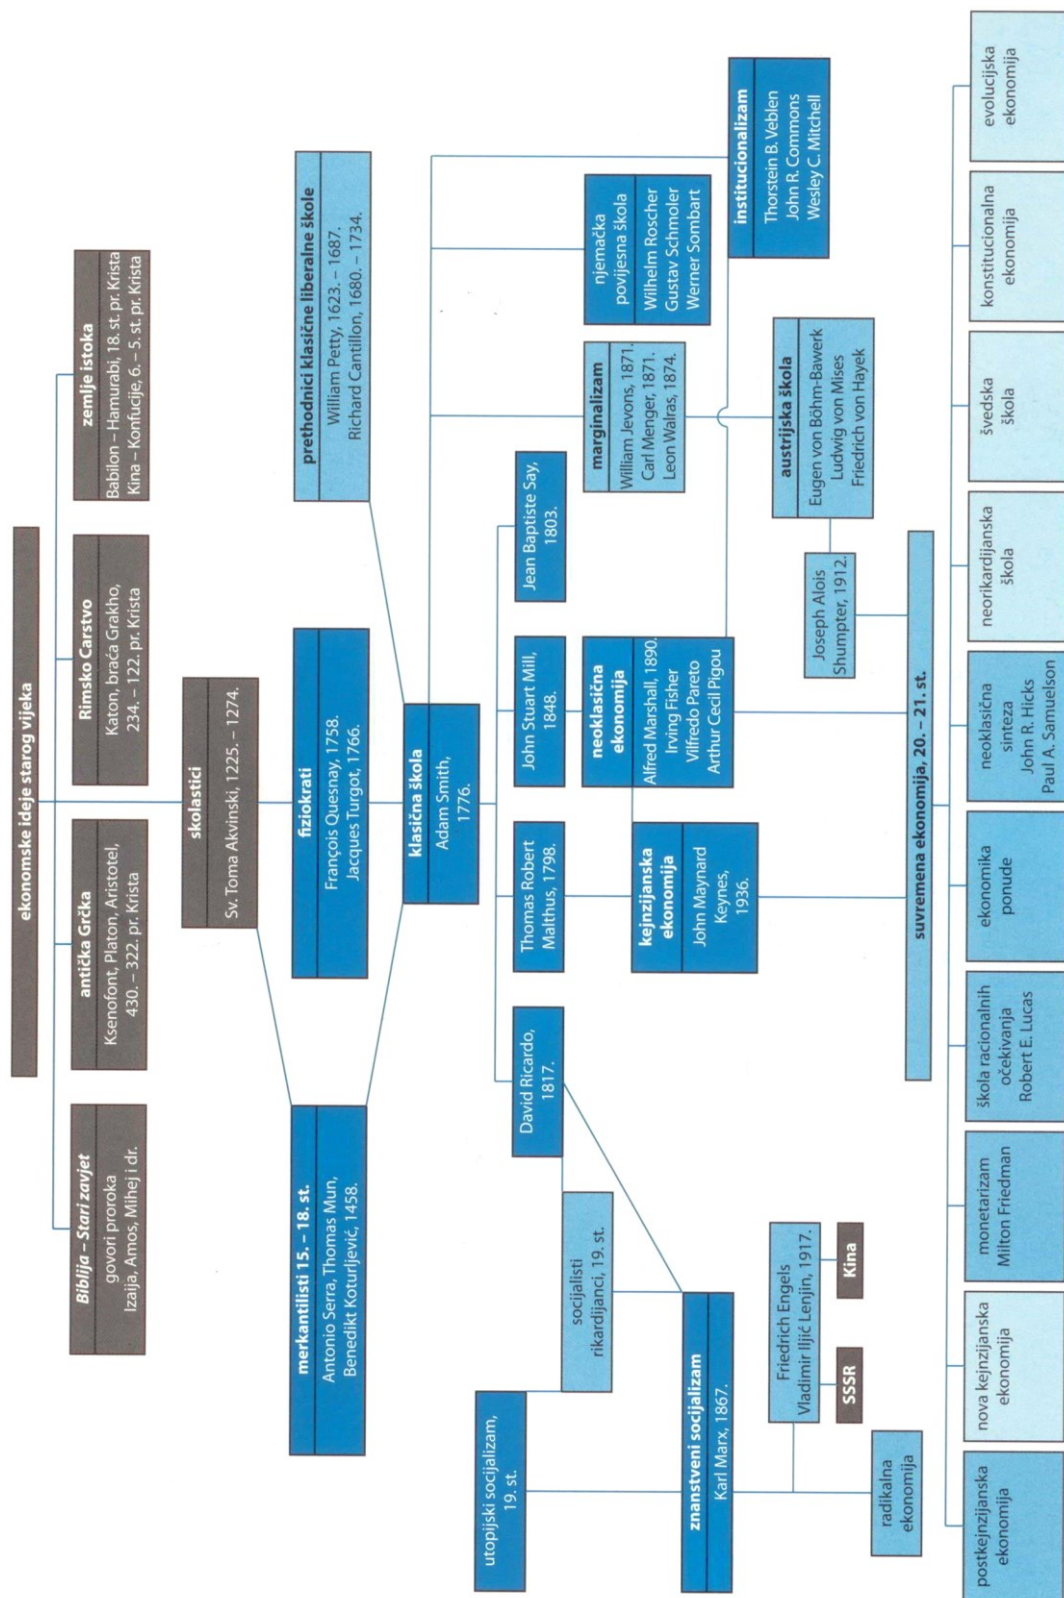 ekonomske ideje starog vijeka
Biblija – Stari zavjet
govori proroka
Izaija, Amos, Mihej i dr.
antička Grčka
Ksenofont, Platon, Aristotel,
430. – 322. pr. Krista
Rimsko Carstvo
Katon, braća Grakho,
234. – 122. pr. Krista
zemlje istoka
Babilon – Hamurabi, 18. st. pr. Krista
Kina – Konfucije, 6. – 5. st. pr. Krista
skolastici
Sv. Toma Akvinski, 1225. – 1274.
merkantilisti 15. – 18. st.
Antonio Serra, Thomas Mun,
Benedikt Koturljević, 1458.
fiziokrati
François Quesnay, 1758.
Jacques Turgot, 1766.
prethodnici klasične liberalne škole
William Petty, 1623. – 1687.
Richard Cantillon, 1680. – 1734.
klasična škola
Adam Smith,
1776.
utopijski socijalizam,
19. st.
David Ricardo,
1817.
Thomas Robert
Malthus, 1798.
John Stuart Mill,
1848.
Jean Baptiste Say,
1803.
socijalisti
rikardijanci, 19. st.
neoklasična
ekonomija
Alfred Marshall, 1890.
Irving Fisher
Vilfredo Pareto
Arthur Cecil Pigou
marginalizam
William Jevons, 1871.
Carl Menger, 1871.
Leon Walras, 1874.
njemačka
povijesna škola
Wilhelm Roscher
Gustav Schmoler
Werner Sombart
kejnzijanska
ekonomija
John Maynard
Keynes,
1936.
znanstveni socijalizam
Karl Marx, 1867.
institucionalizam
Thorstein B. Veblen
John R. Commons
Wesley C. Mitchell
Friedrich Engels
Vladimir Iljić Lenjin, 1917.
SSSR
Kina
austrijska škola
Eugen von Böhm-Bawerk
Ludwig von Mises
Friedrich von Hayek
Joseph Alois
Shumpter, 1912.
radikalna
ekonomija
suvremena ekonomija, 20. – 21. st.
postkejnzijanska
ekonomija
nova kejnzijanska
ekonomija
monetarizam
Milton Friedman
škola racionalnih
očekivanja
Robert E. Lucas
ekonomika
ponude
neoklasična
sinteza
John R. Hicks
Paul A. Samuelson
neorikardijanska
škola
švedska
škola
konstitucionalna
ekonomija
evolucijska
ekonomija